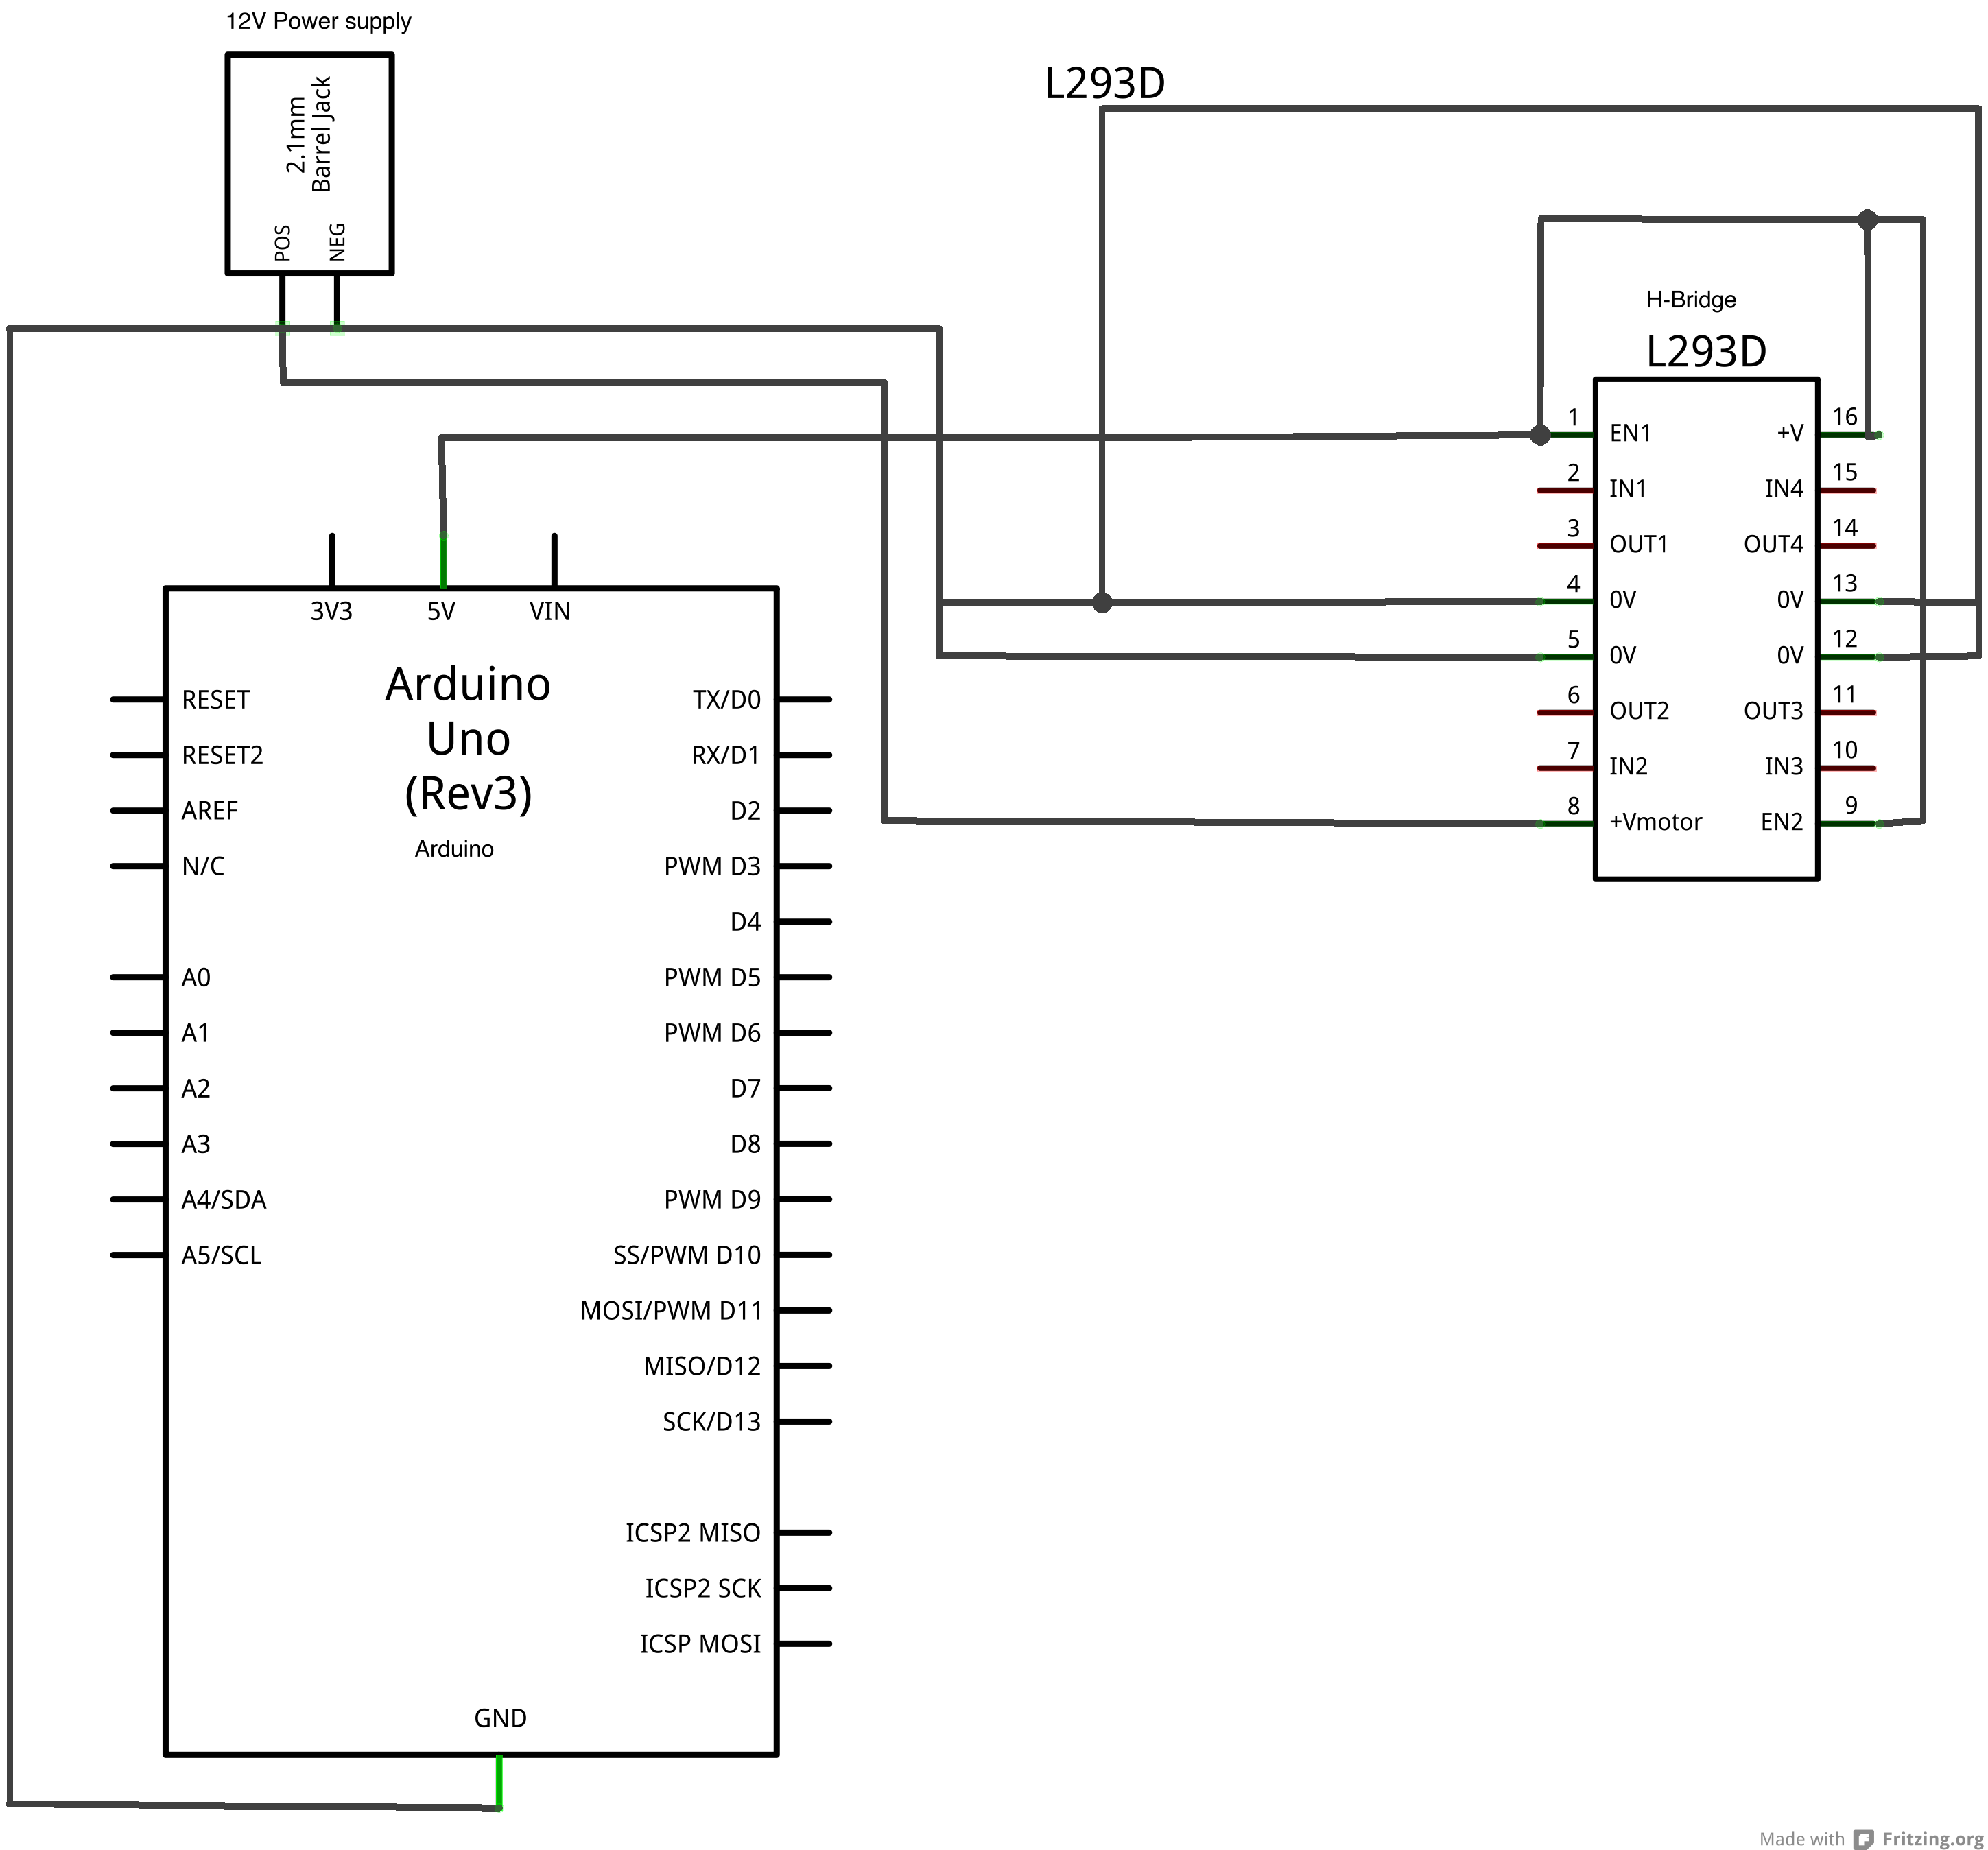 12V Power supply
2.1mm
Barrel Jack
POS
NEG
L293D
H-Bridge
L293D
1
EN1
+V
16
2
IN1
IN4
15
3
OUT1
OUT4
14
4
0V
0V
13
5
0V
0V
12
6
OUT2
OUT3
11
7
IN2
IN3
10
8
+Vmotor
EN2
9
3V3
5V
VIN
Arduino
Uno
(Rev3)
Arduino
RESET
RESET2
AREF
N/C
A0
A1
A2
A3
A4/SDA
A5/SCL
TX/D0
RX/D1
D2
PWM D3
D4
PWM D5
PWM D6
D7
D8
PWM D9
SS/PWM D10
MOSI/PWM D11
MISO/D12
SCK/D13
ICSP2 MISO
ICSP2 SCK
ICSP MOSI
GND
Made with Fritzing.org